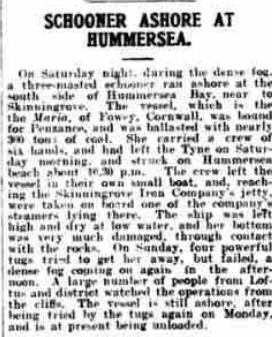 SCHOONER ASHORE AT
HUMMERSEA.
On Saturday night, during the dense fog,
a three-masted schooner ran ashore at the
south side of Hummersea Bay, near to
Skinningrove. The vessel, which is the
the Maria, of Fowey, Cornwall, was bound
for Penzance, and was ballasted with nearly
300 tons of coal. She carried a crew of
six hands, and had left the Tyne on Satur-
day morning, and struck on Hummersea
beach about 10.30 p.m. The crew left the
vessel in their own small boat, and, reach-
ing the Skinningrove Iron Company's jetty,
were taken on board one of the company's
steamers lying there. The ship was left
high and dry at low water, and her bottom
was very much damaged, through contact
with the rocks. On Sunday, four powerful
tugs tried to get her away, but failed, a
dense fog coming on again in the after-
noon. A large number of people from Lof-
tus and district watched the operations from
the cliffs. The vessel is still ashore, after
being tried by the tugs again on Monday,
and is at present being unloaded.